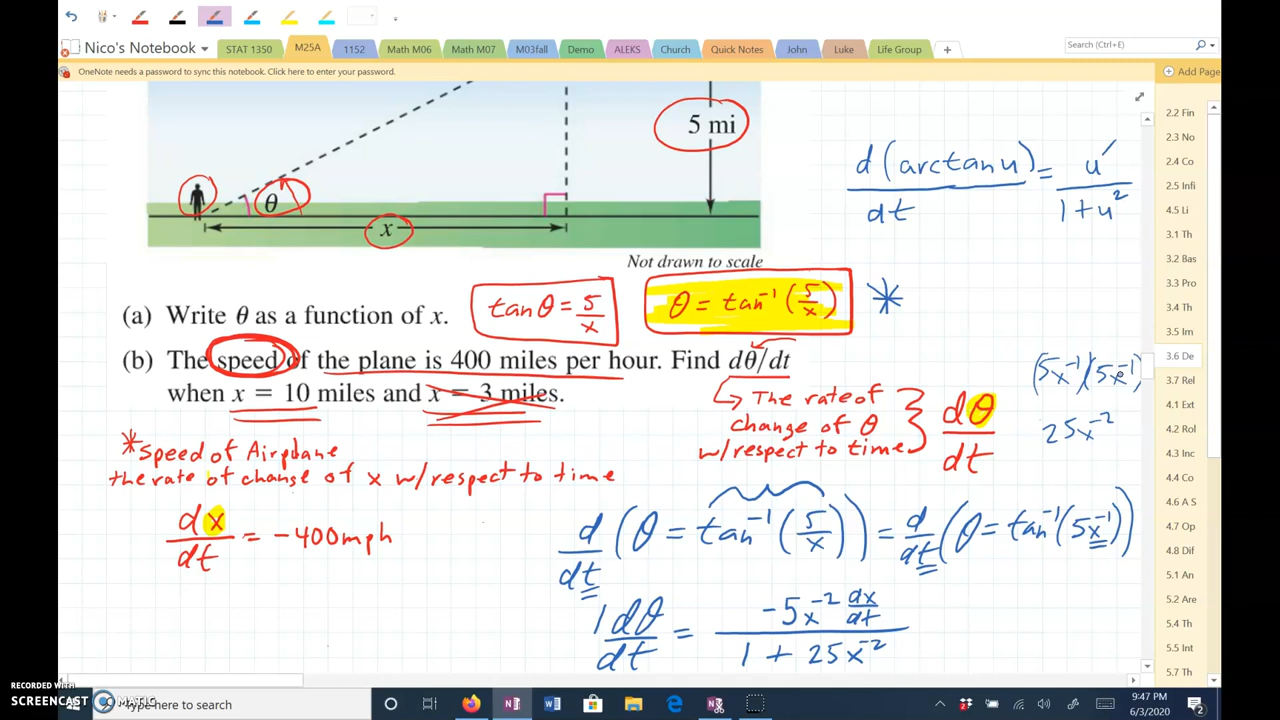 Nico's Notebook
STAT 1350
M25A
1152
Math M06
Math M07
M03fall
Demo
ALEKS
Church
Quick Notes
John
Luke
Life Group
Search (Ctrl+E)
OneNote needs a password to sync this notebook. Click here to enter your password.
Add Page
5 mi
θ
x
Not drawn to scale
d(arctan u)/dt = u'/(1+u²)
(a) Write θ as a function of x.
tan θ = 5/x
θ = tan⁻¹(5/x)
*
(b) The speed of the plane is 400 miles per hour. Find dθ/dt
when x = 10 miles and x = 3 miles.
The rate of
change of θ
w/respect to time
dθ/dt
(5x⁻¹)(5x⁻¹)
25x⁻²
*Speed of Airplane
the rate of change of x w/respect to time
dx/dt = -400mph
d/dt (θ = tan⁻¹(5/x)) = d/dt (θ = tan⁻¹(5x⁻¹))
1 dθ/dt = -5x⁻² dx/dt / (1 + 25x⁻²)
2.2 Fin
2.3 No
2.4 Co
2.5 Infi
4.5 Li
3.1 Th
3.2 Bas
3.3 Pro
3.4 Th
3.5 Im
3.6 De
3.7 Rel
4.1 Ext
4.2 Rol
4.3 Inc
4.4 Co
4.6 A S
4.7 Op
4.8 Dif
5.1 An
5.2 Are
5.4 Th
5.5 Int
5.7 Th
RECORDED WITH
SCREENCAST MATIC
Type here to search
9:47 PM
6/3/2020
2